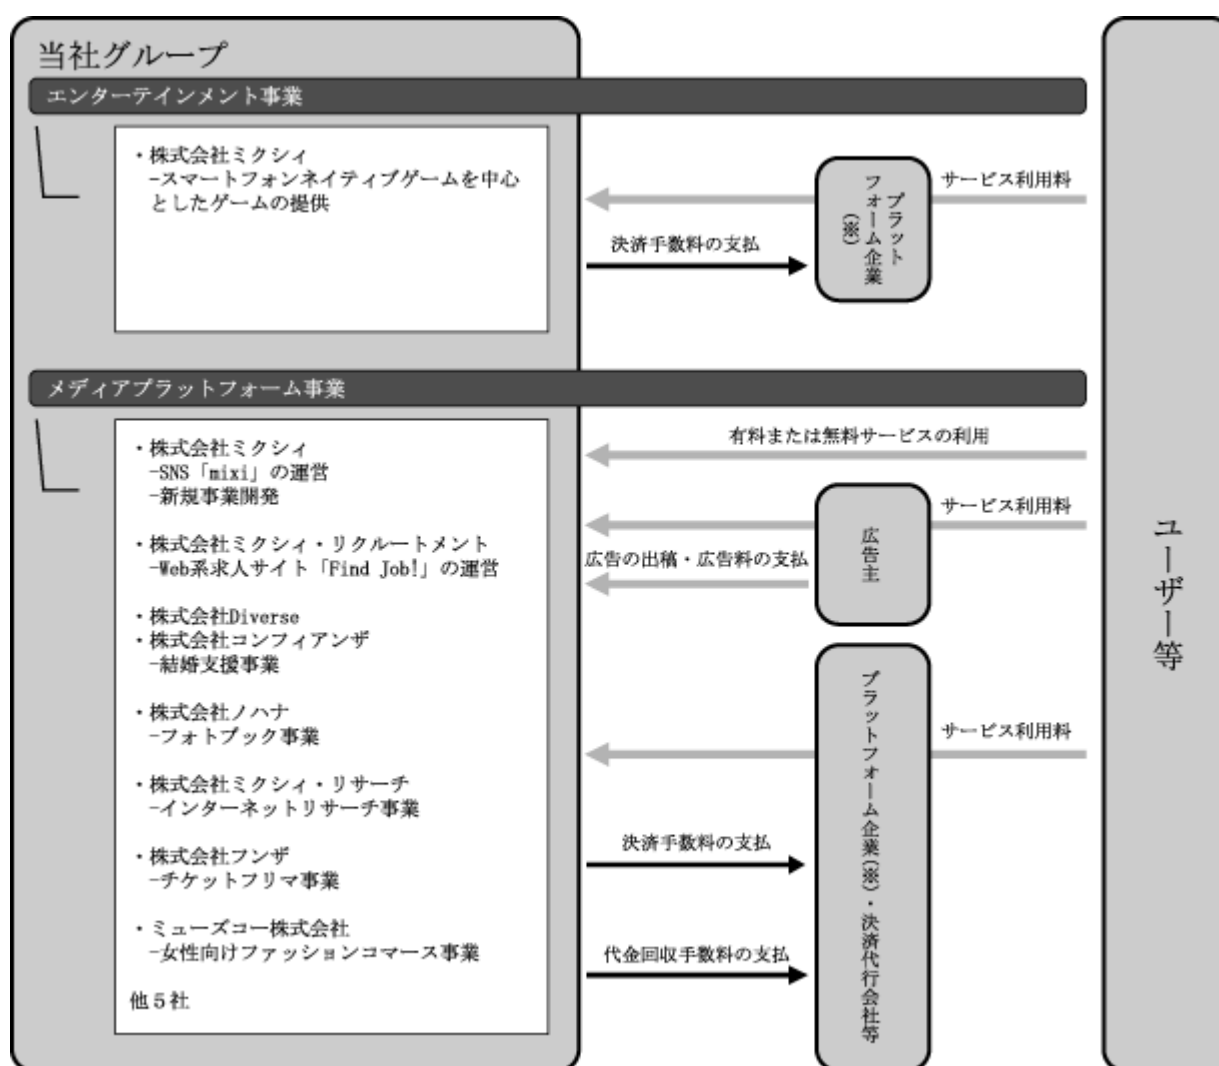 当社グループ
エンターテインメント事業
・株式会社ミクシィ
-スマートフォンネイティブゲームを中心
としたゲームの提供
サービス利用料
決済手数料の支払
プラット
フォーム企業
(※)
メディアプラットフォーム事業
・株式会社ミクシィ
-SNS「mixi」の運営
-新規事業開発
・株式会社ミクシィ・リクルートメント
-Web系求人サイト「Find Job!」の運営
・株式会社Diverse
・株式会社コンフィアンザ
-結婚支援事業
・株式会社ノハナ
-フォトブック事業
・株式会社ミクシィ・リサーチ
-インターネットリサーチ事業
・株式会社フンザ
-チケットフリマ事業
・ミューズコー株式会社
-女性向けファッションコマース事業
他５社
有料または無料サービスの利用
サービス利用料
広告の出稿・広告料の支払
広告主
サービス利用料
決済手数料の支払
代金回収手数料の支払
プラットフォーム企業(※)・決済代行会社等
ユーザー等